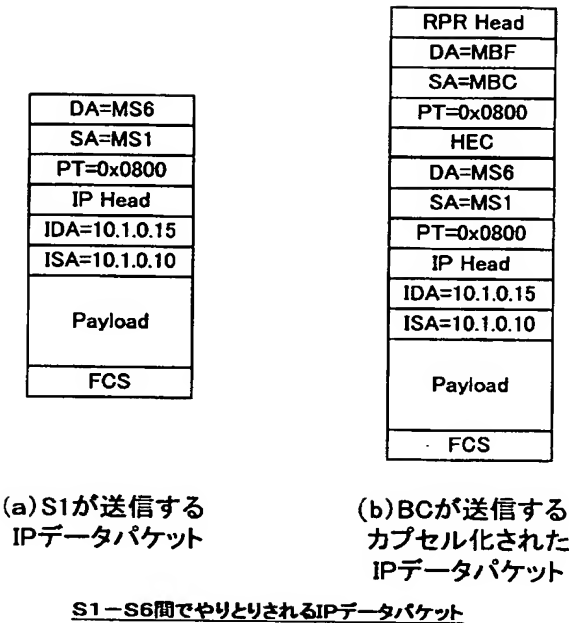 DA=MS6
SA=MS1
PT=0x0800
IP Head
IDA=10.1.0.15
ISA=10.1.0.10
Payload
FCS
(a)S1が送信する
IPデータパケット
RPR Head
DA=MBF
SA=MBC
PT=0x0800
HEC
DA=MS6
SA=MS1
PT=0x0800
IP Head
IDA=10.1.0.15
ISA=10.1.0.10
Payload
FCS
(b)BCが送信する
カプセル化された
IPデータパケット
S1－S6間でやりとりされるIPデータパケット